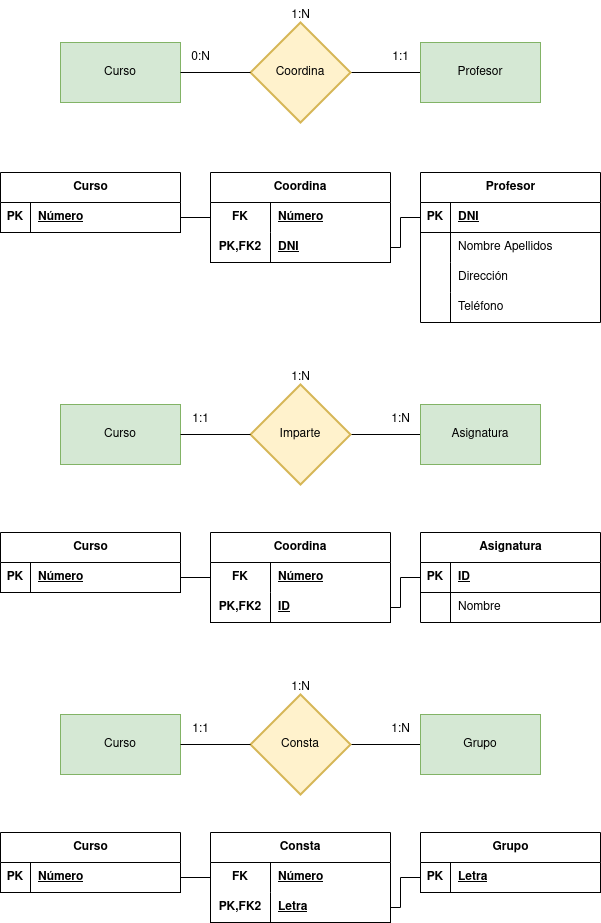 1:N
0:N
1:1
Curso
Coordina
Profesor
Curso
Coordina
Profesor
PK Número
FK Número
PK DNI
PK,FK2 DNI
Nombre Apellidos
Dirección
Teléfono
1:N
1:1
1:N
Curso
Imparte
Asignatura
Curso
Coordina
Asignatura
PK Número
FK Número
PK ID
PK,FK2 ID
Nombre
1:N
1:1
1:N
Curso
Consta
Grupo
Curso
Consta
Grupo
PK Número
FK Número
PK Letra
PK,FK2 Letra